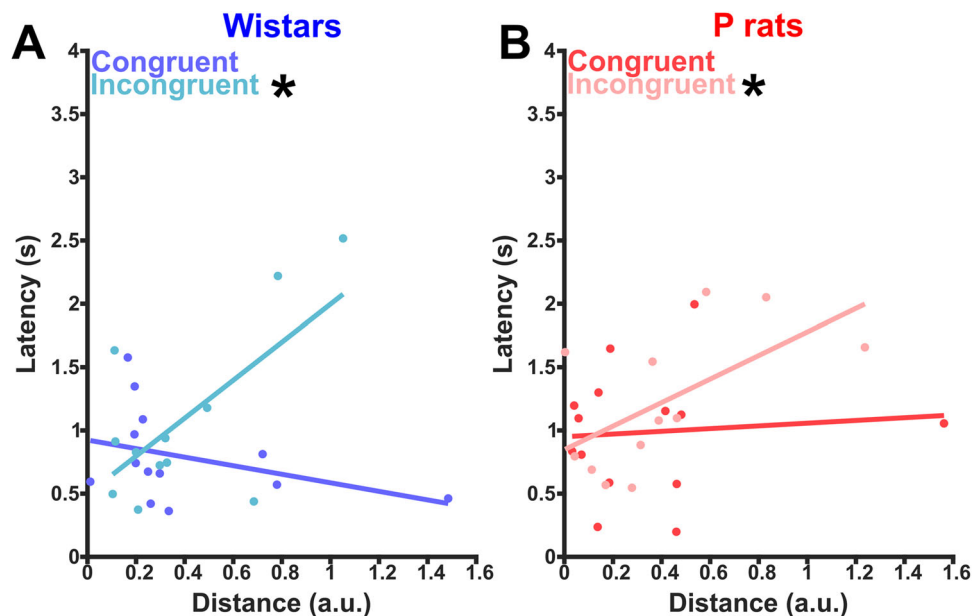 A
Wistars
Congruent
Incongruent *
4
3.5
3
2.5
2
1.5
1
0.5
0
Latency (s)
0 0.2 0.4 0.6 0.8 1 1.2 1.4 1.6
Distance (a.u.)
B
P rats
Congruent
Incongruent *
4
3.5
3
2.5
2
1.5
1
0.5
0
Latency (s)
0 0.2 0.4 0.6 0.8 1 1.2 1.4 1.6
Distance (a.u.)